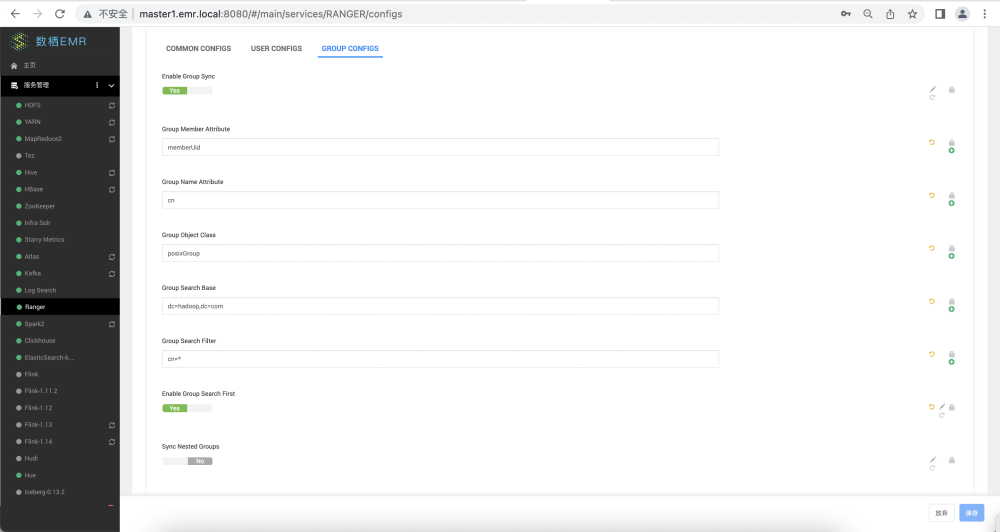 不安全 | master1.emr.local:8080/#/main/services/RANGER/configs
数栖EMR
主页
服务管理
HDFS
YARN
MapReduce2
Tez
Hive
HBase
ZooKeeper
Infra Solr
Starry Metrics
Atlas
Kafka
Log Search
Ranger
Spark2
Clickhouse
ElasticSearch-6....
Flink
Flink-1.11.2
Flink-1.12
Flink-1.13
Flink-1.14
Hudi
Hue
Iceberg-0.13.2
COMMON CONFIGS USER CONFIGS GROUP CONFIGS
Enable Group Sync
Yes
Group Member Attribute
memberUid
Group Name Attribute
cn
Group Object Class
posixGroup
Group Search Base
dc=hadoop,dc=com
Group Search Filter
cn=*
Enable Group Search First
Yes
Sync Nested Groups
No
放弃 保存